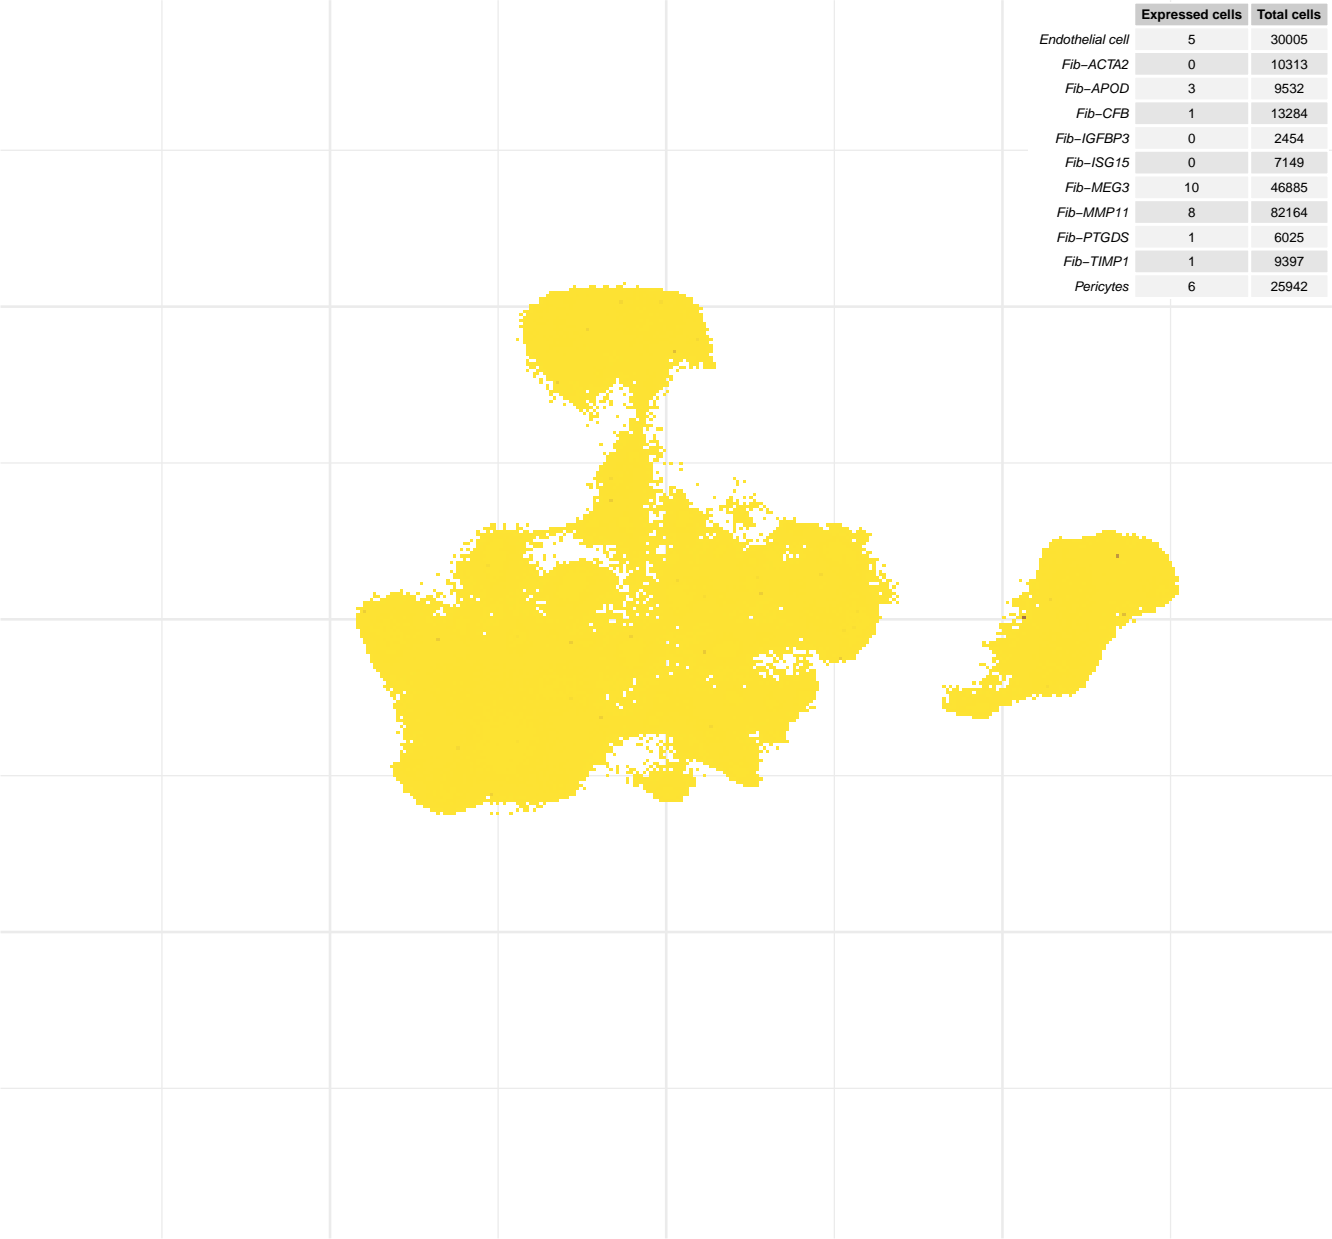 Expressed cells Total cells
Endothelial cell 5 30005
Fib−ACTA2 0 10313
Fib−APOD 3 9532
Fib−CFB 1 13284
Fib−IGFBP3 0 2454
Fib−ISG15 0 7149
Fib−MEG3 10 46885
Fib−MMP11 8 82164
Fib−PTGDS 1 6025
Fib−TIMP1 1 9397
Pericytes 6 25942